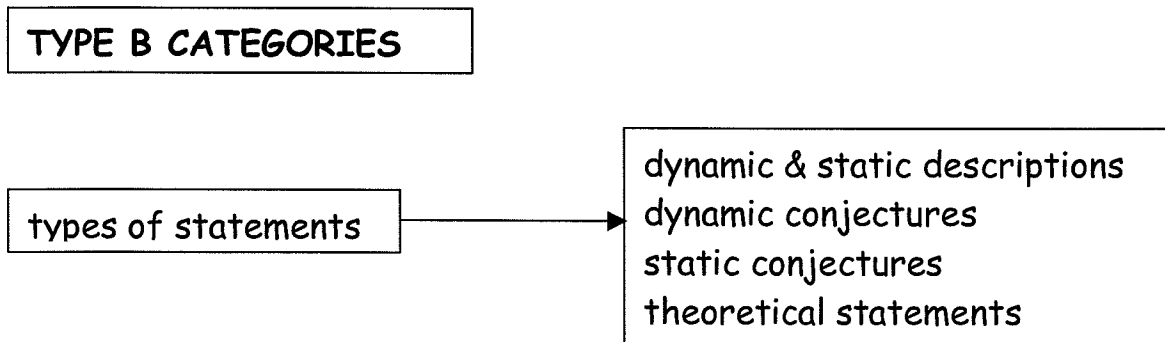 TYPE B CATEGORIES
types of statements
dynamic & static descriptions
dynamic conjectures
static conjectures
theoretical statements